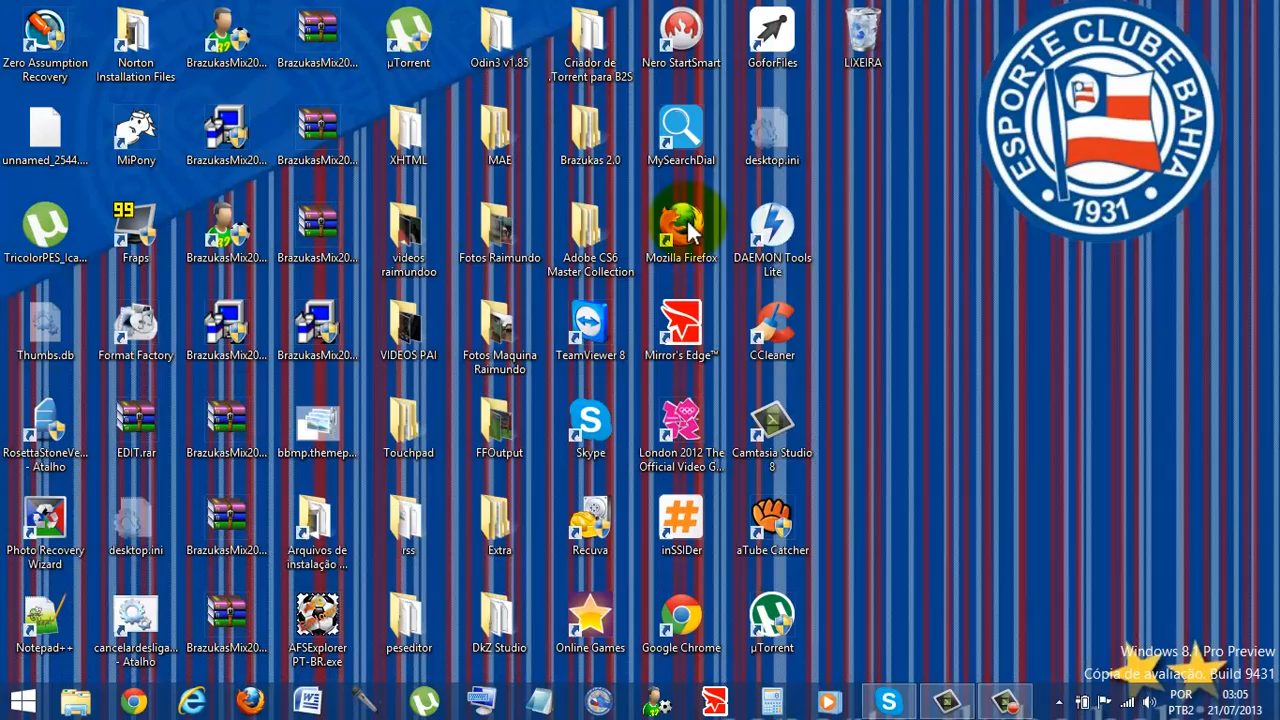 Zero Assumption
Recovery
Norton
Installation Files
BrazukasMix20...
BrazukasMix20...
µTorrent
Odin3 v1.85
Criador de
.Torrent para B2S
Nero StartSmart
GoforFiles
LIXEIRA
unnamed_2544....
MiPony
BrazukasMix20...
BrazukasMix20...
XHTML
MAE
Brazukas 2.0
MySearchDial
desktop.ini
99
TricolorPES_Ica...
Fraps
BrazukasMix20...
BrazukasMix20...
videos
raimundoo
Fotos Raimundo
Adobe CS6
Master Collection
Mozilla Firefox
DAEMON Tools
Lite
Thumbs.db
Format Factory
BrazukasMix20...
BrazukasMix20...
VIDEOS PAI
Fotos Maquina
Raimundo
TeamViewer 8
Mirror's Edge™
CCleaner
RosettaStoneVe...
- Atalho
EDIT.rar
BrazukasMix20...
bbmp.themep...
Touchpad
FFOutput
Skype
London 2012 The
Official Video G...
Camtasia Studio
8
Photo Recovery
Wizard
desktop.ini
BrazukasMix20...
Arquivos de
instalação ...
rss
Extra
Recuva
inSSIDer
aTube Catcher
Notepad++
cancelardesliga...
- Atalho
BrazukasMix20...
AFSExplorer
PT-BR.exe
peseditor
DkZ Studio
Online Games
Google Chrome
µTorrent
ESPORTE CLUBE BAHIA
1931
Windows 8.1 Pro Preview
Cópia de avaliação. Build 9431
POR
PTB2
03:05
21/07/2013